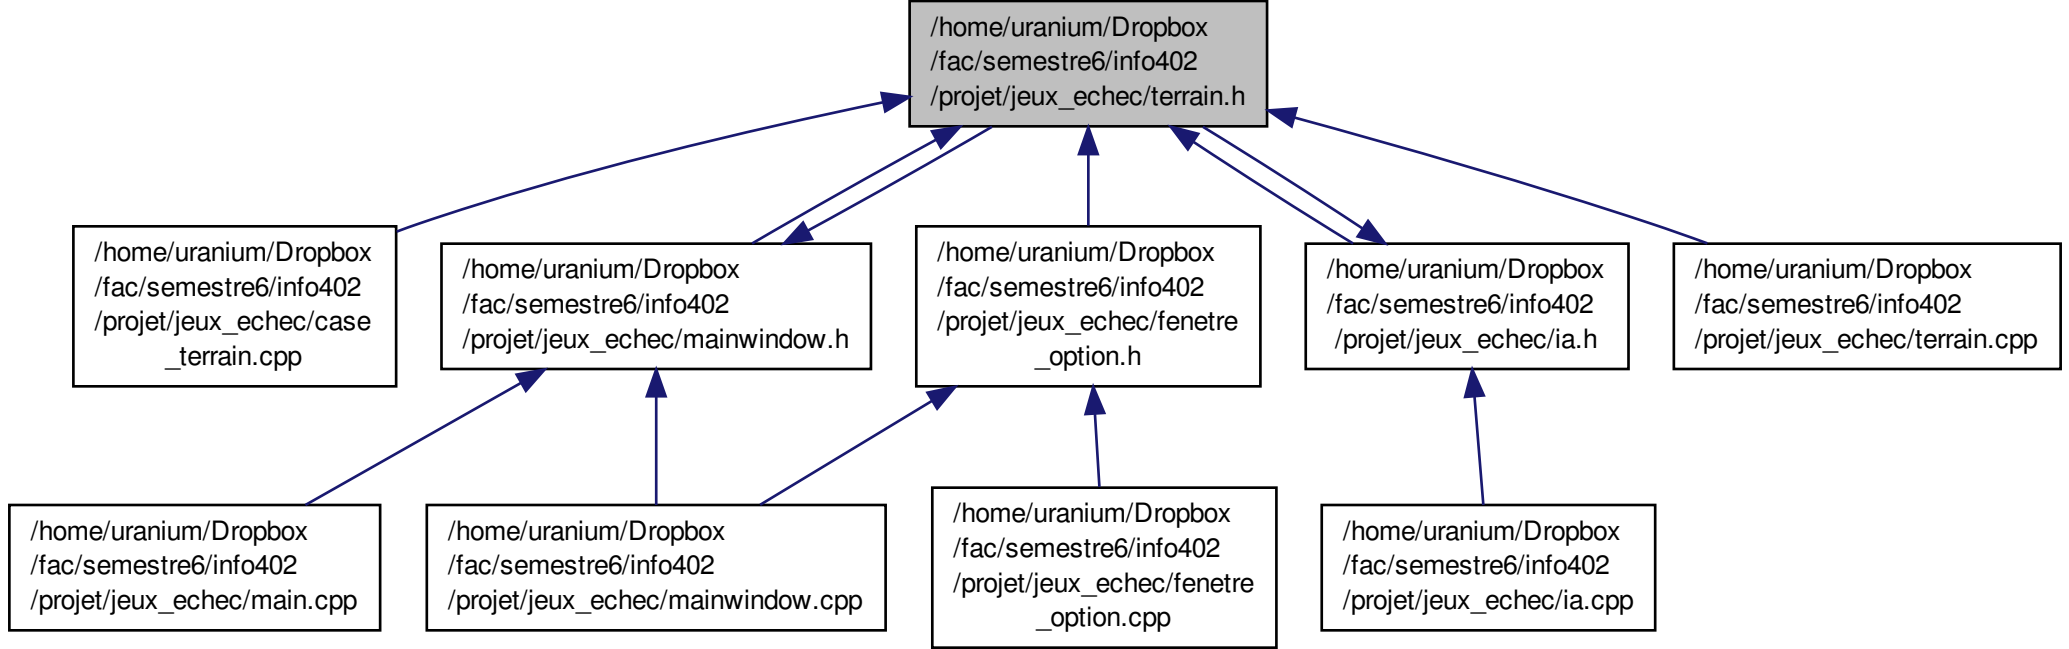 /home/uranium/Dropbox
/fac/semestre6/info402
/projet/jeux_echec/terrain.h
/home/uranium/Dropbox
/fac/semestre6/info402
/projet/jeux_echec/case
_terrain.cpp
/home/uranium/Dropbox
/fac/semestre6/info402
/projet/jeux_echec/mainwindow.h
/home/uranium/Dropbox
/fac/semestre6/info402
/projet/jeux_echec/fenetre
_option.h
/home/uranium/Dropbox
/fac/semestre6/info402
/projet/jeux_echec/ia.h
/home/uranium/Dropbox
/fac/semestre6/info402
/projet/jeux_echec/terrain.cpp
/home/uranium/Dropbox
/fac/semestre6/info402
/projet/jeux_echec/main.cpp
/home/uranium/Dropbox
/fac/semestre6/info402
/projet/jeux_echec/mainwindow.cpp
/home/uranium/Dropbox
/fac/semestre6/info402
/projet/jeux_echec/fenetre
_option.cpp
/home/uranium/Dropbox
/fac/semestre6/info402
/projet/jeux_echec/ia.cpp